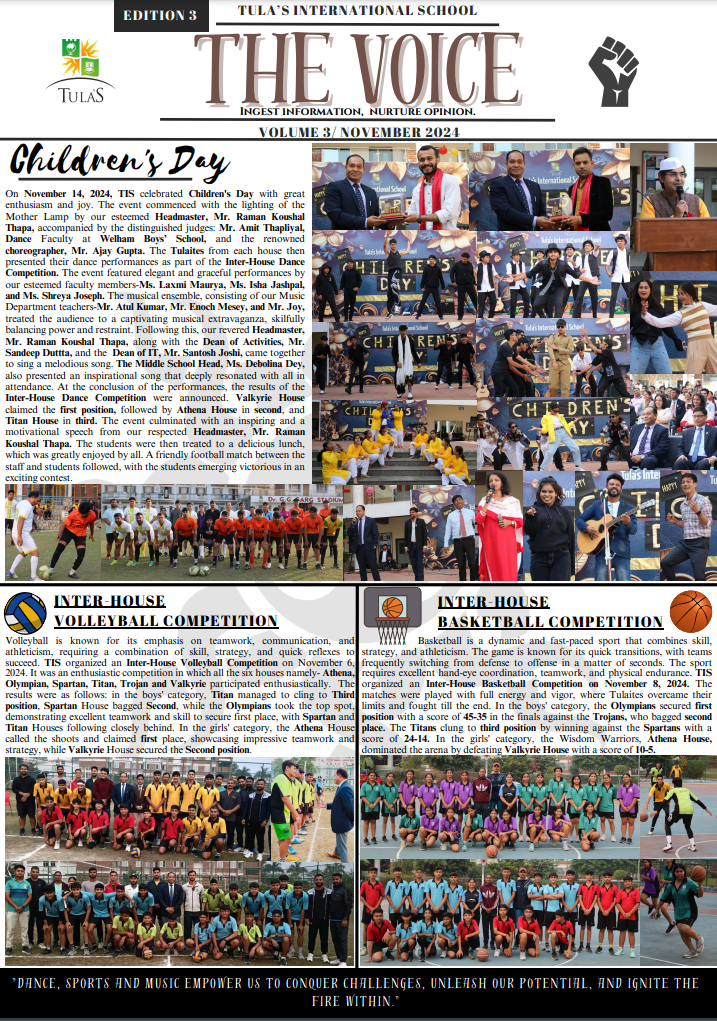 EDITION 3
TULA'S INTERNATIONAL SCHOOL
TULA'S
THE VOICE
INGEST INFORMATION, NURTURE OPINION.
VOLUME 3/ NOVEMBER 2024
Children's Day
On November 14, 2024, TIS celebrated Children's Day with great
enthusiasm and joy. The event commenced with the lighting of the
Mother Lamp by our esteemed Headmaster, Mr. Raman Koushal
Thapa, accompanied by the distinguished judges: Mr. Amit Thapliyal,
Dance Faculty at Welham Boys' School, and the renowned
choreographer, Mr. Ajay Gupta. The Tulaites from each house then
presented their dance performances as part of the Inter-House Dance
Competition. The event featured elegant and graceful performances by
our esteemed faculty members-Ms. Laxmi Maurya, Ms. Isha Jashpal,
and Ms. Shreya Joseph. The musical ensemble, consisting of our Music
Department teachers-Mr. Atul Kumar, Mr. Enoch Mesey, and Mr. Joy,
treated the audience to a captivating musical extravaganza, skilfully
balancing power and restraint. Following this, our revered Headmaster,
Mr. Raman Koushal Thapa, along with the Dean of Activities, Mr.
Sandeep Duttta, and the Dean of IT, Mr. Santosh Joshi, came together
to sing a melodious song. The Middle School Head, Ms. Debolina Dey,
also presented an inspirational song that deeply resonated with all in
attendance. At the conclusion of the performances, the results of the
Inter-House Dance Competition were announced. Valkyrie House
claimed the first position, followed by Athena House in second, and
Titan House in third. The event culminated with an inspiring and a
motivational speech from our respected Headmaster, Mr. Raman
Koushal Thapa. The students were then treated to a delicious lunch,
which was greatly enjoyed by all. A friendly football match between the
staff and students followed, with the students emerging victorious in an
exciting contest.
Tula's International School
HAPPY
CHILDREN'S
DAY
Dr. G.G. GARG STADIUM
INTER-HOUSE
VOLLEYBALL COMPETITION
Volleyball is known for its emphasis on teamwork, communication, and
athleticism, requiring a combination of skill, strategy, and quick reflexes to
succeed. TIS organized an Inter-House Volleyball Competition on November 6,
2024. It was an enthusiastic competition in which all the six houses namely- Athena,
Olympian, Spartan, Titan, Trojan and Valkyrie participated enthusiastically. The
results were as follows: in the boys' category, Titan managed to cling to Third
position, Spartan House bagged Second, while the Olympians took the top spot,
demonstrating excellent teamwork and skill to secure first place, with Spartan and
Titan Houses following closely behind. In the girls' category, the Athena House
called the shoots and claimed first place, showcasing impressive teamwork and
strategy, while Valkyrie House secured the Second position.
INTER-HOUSE
BASKETBALL COMPETITION
Basketball is a dynamic and fast-paced sport that combines skill,
strategy, and athleticism. The game is known for its quick transitions, with teams
frequently switching from defense to offense in a matter of seconds. The sport
requires excellent hand-eye coordination, teamwork, and physical endurance. TIS
organized an Inter-House Basketball Competition on November 8, 2024. The
matches were played with full energy and vigor, where Tulaites overcame their
limits and fought till the end. In the boys' category, the Olympians secured first
position with a score of 45-35 in the finals against the Trojans, who bagged second
place. The Titans clung to third position by winning against the Spartans with a
score of 24-14. In the girls' category, the Wisdom Warriors, Athena House,
dominated the arena by defeating Valkyrie House with a score of 10-5.
"DANCE, SPORTS AND MUSIC EMPOWER US TO CONQUER CHALLENGES, UNLEASH OUR POTENTIAL, AND IGNITE THE
FIRE WITHIN."